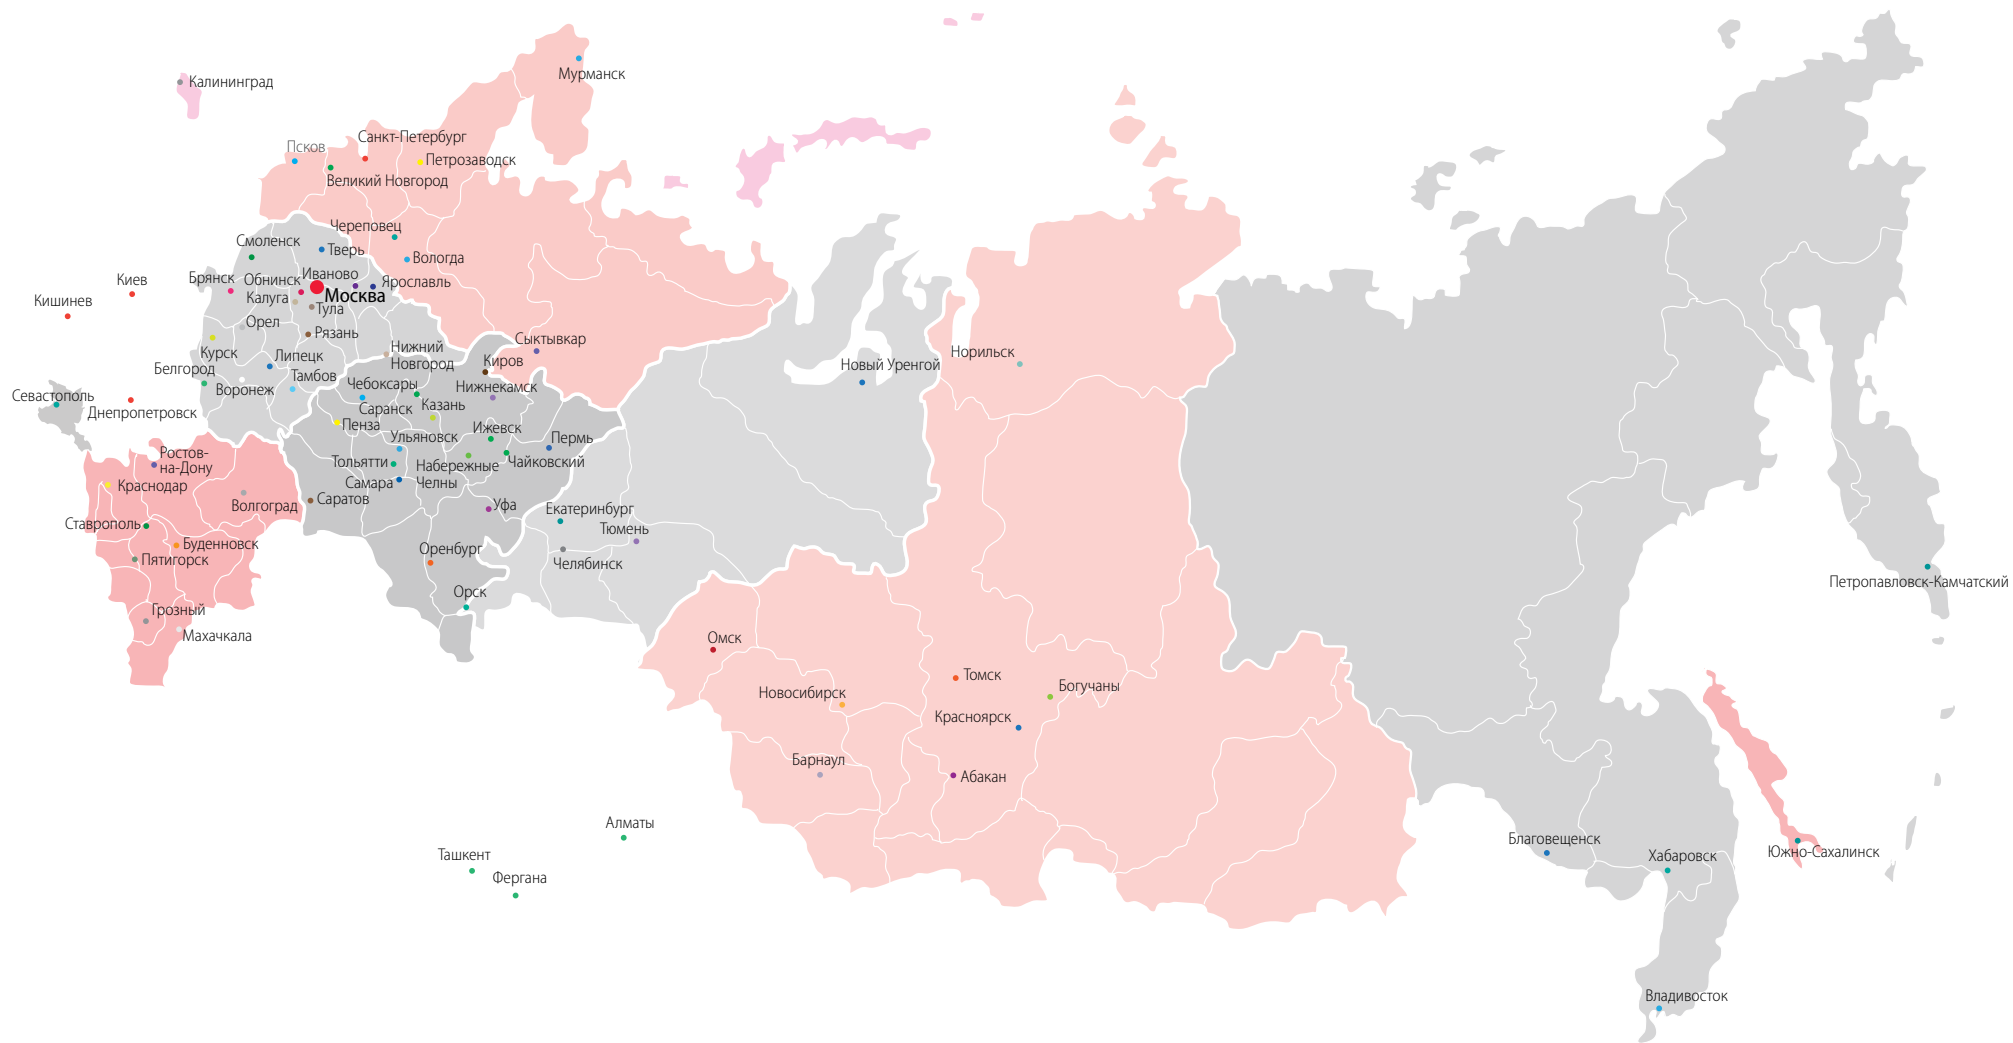 Мурманск
Калининград
Санкт-Петербург
Псков
Петрозаводск
Великий Новгород
Череповец
Смоленск
Тверь
Вологда
Киев
Брянск
Обнинск
Иваново
Ярославль
Кишинев
Калуга
Москва
Тула
Орел
Рязань
Сыктывкар
Курск
Липецк
Нижний
Новгород
Киров
Новый Уренгой
Норильск
Белгород
Тамбов
Чебоксары
Нижнекамск
Воронеж
Севастополь
Днепропетровск
Саранск
Казань
Пенза
Ульяновск
Ижевск
Пермь
Ростов-
на-Дону
Тольятти
Набережные
Челны
Чайковский
Краснодар
Самара
Волгоград
Саратов
Уфа
Екатеринбург
Ставрополь
Тюмень
Буденновск
Оренбург
Пятигорск
Челябинск
Петропавловск-Камчатский
Орск
Грозный
Махачкала
Омск
Томск
Богучаны
Новосибирск
Красноярск
Барнаул
Абакан
Алматы
Благовещенск
Ташкент
Хабаровск
Южно-Сахалинск
Фергана
Владивосток